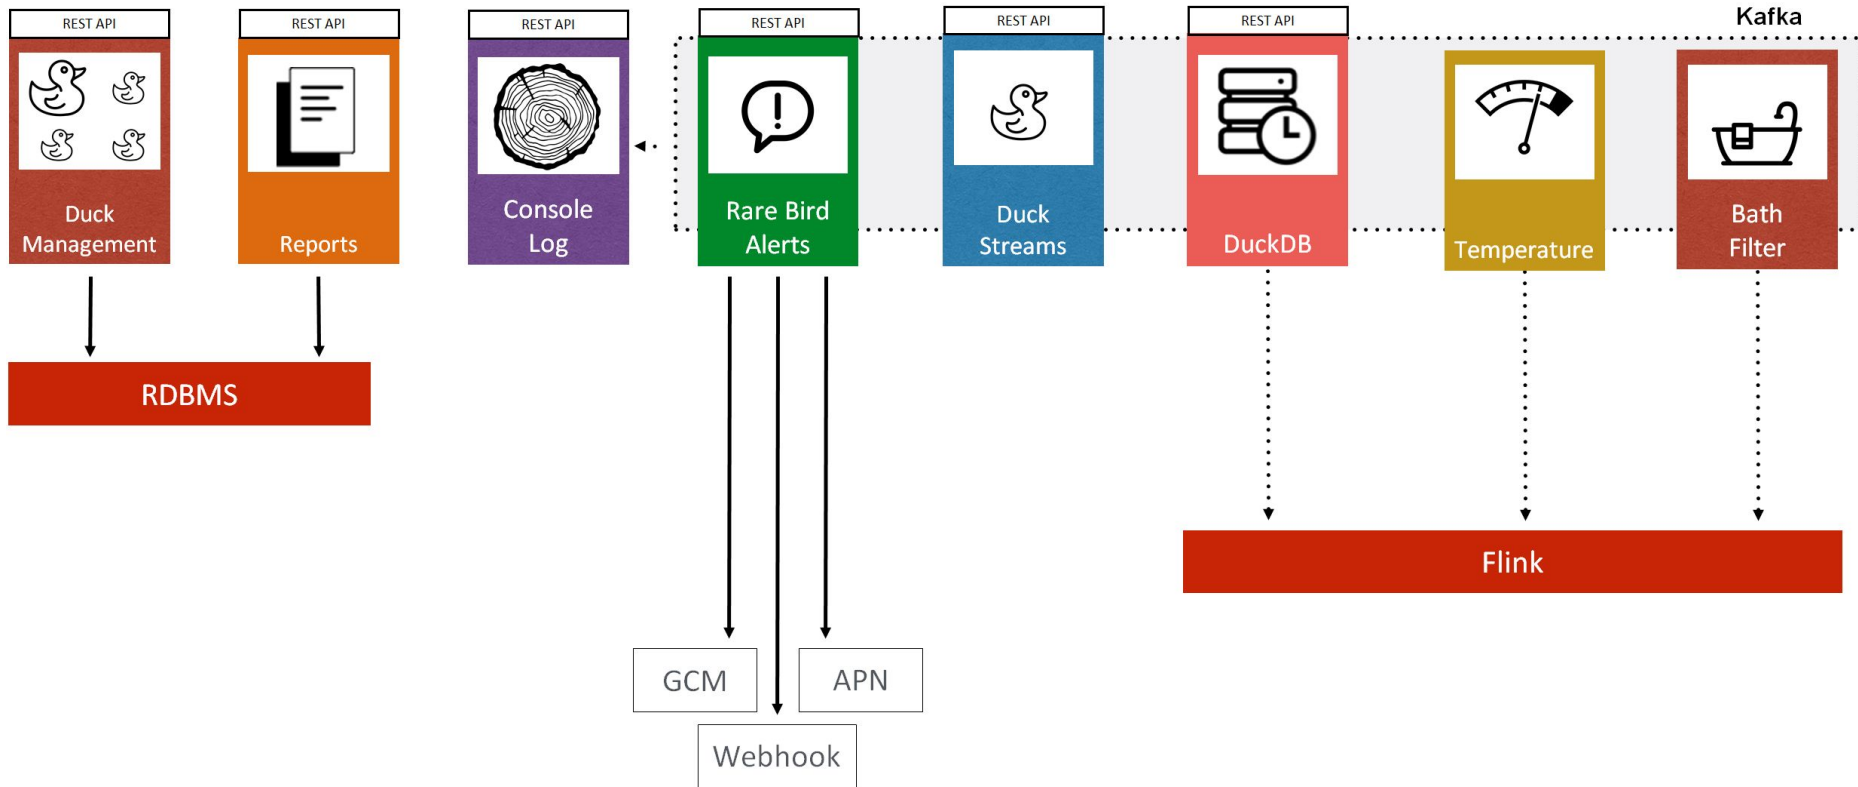 REST API
REST API
REST API
REST API
REST API
REST API
Kafka
Duck
Management
Reports
Console
Log
Rare Bird
Alerts
Duck
Streams
DuckDB
Temperature
Bath
Filter
RDBMS
Flink
GCM
APN
Webhook